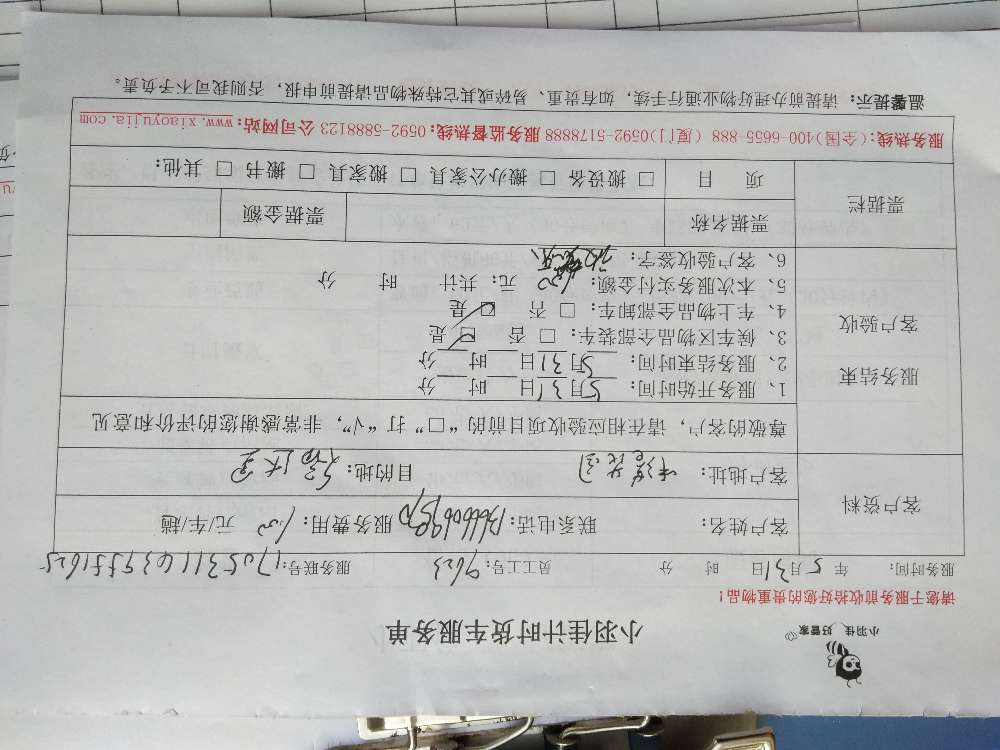 小羽佳 好管家
小羽佳计时货车服务单
请您于服务前收拾好您的贵重物品！
服务时间： 年 5月31日 时 分 员工工号：9623 服务联号：
客户资料
客户姓名： 联系电话： 服务费用：150 元/车/趟
客户地址： 目的地：
尊敬的客户，请在相应验收项目前的“□”打“√”，非常感谢您的评价和意见
服务结束
客户验收
1、服务开始时间：5月31日 时 分
2、服务结束时间：5月31日 时 分
3、候车区物品全部装车：□ 否 ☑ 是
4、车上物品全部卸车：□ 否 ☑ 是
5、本次服务实付金额：150 元；共计 时 分
6、客户验收签字：
票据栏
票据名称 票据金额
项 目 □ 搬设备 □ 搬办公家具 □ 搬家具 □ 搬书 □ 其他：
服务热线：(全国)400-6655-888 (厦门)0592-5178888 服务监督热线：0592-5888123 公司网站：www.xiaoyujia.com
温馨提示：请提前办理好物业通行手续，如有贵重、易碎或其它特殊物品请提前申报，否则我司不予负责。